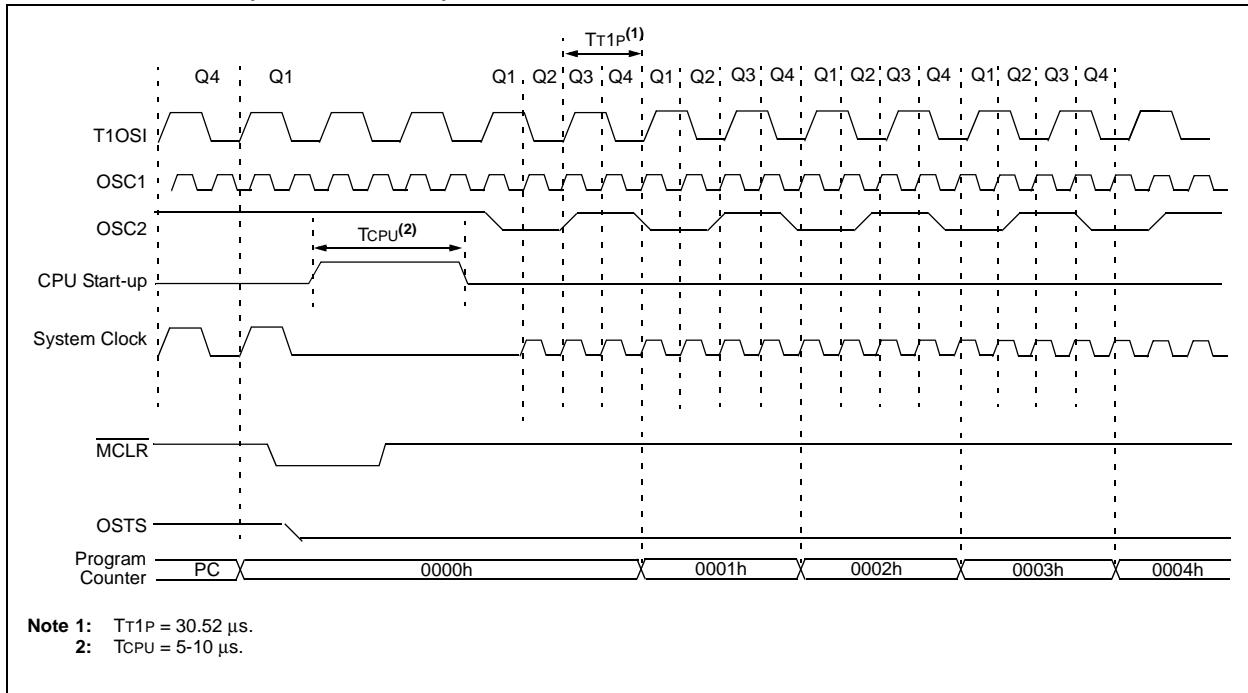 TT1P(1)
Q4 Q1 Q1 Q2 Q3 Q4 Q1 Q2 Q3 Q4 Q1 Q2 Q3 Q4 Q1 Q2 Q3 Q4
T1OSI
OSC1
OSC2
TCPU(2)
CPU Start-up
System Clock
MCLR
OSTS
Program
Counter
PC 0000h 0001h 0002h 0003h 0004h
Note 1: TT1P = 30.52 μs.
2: TCPU = 5-10 μs.